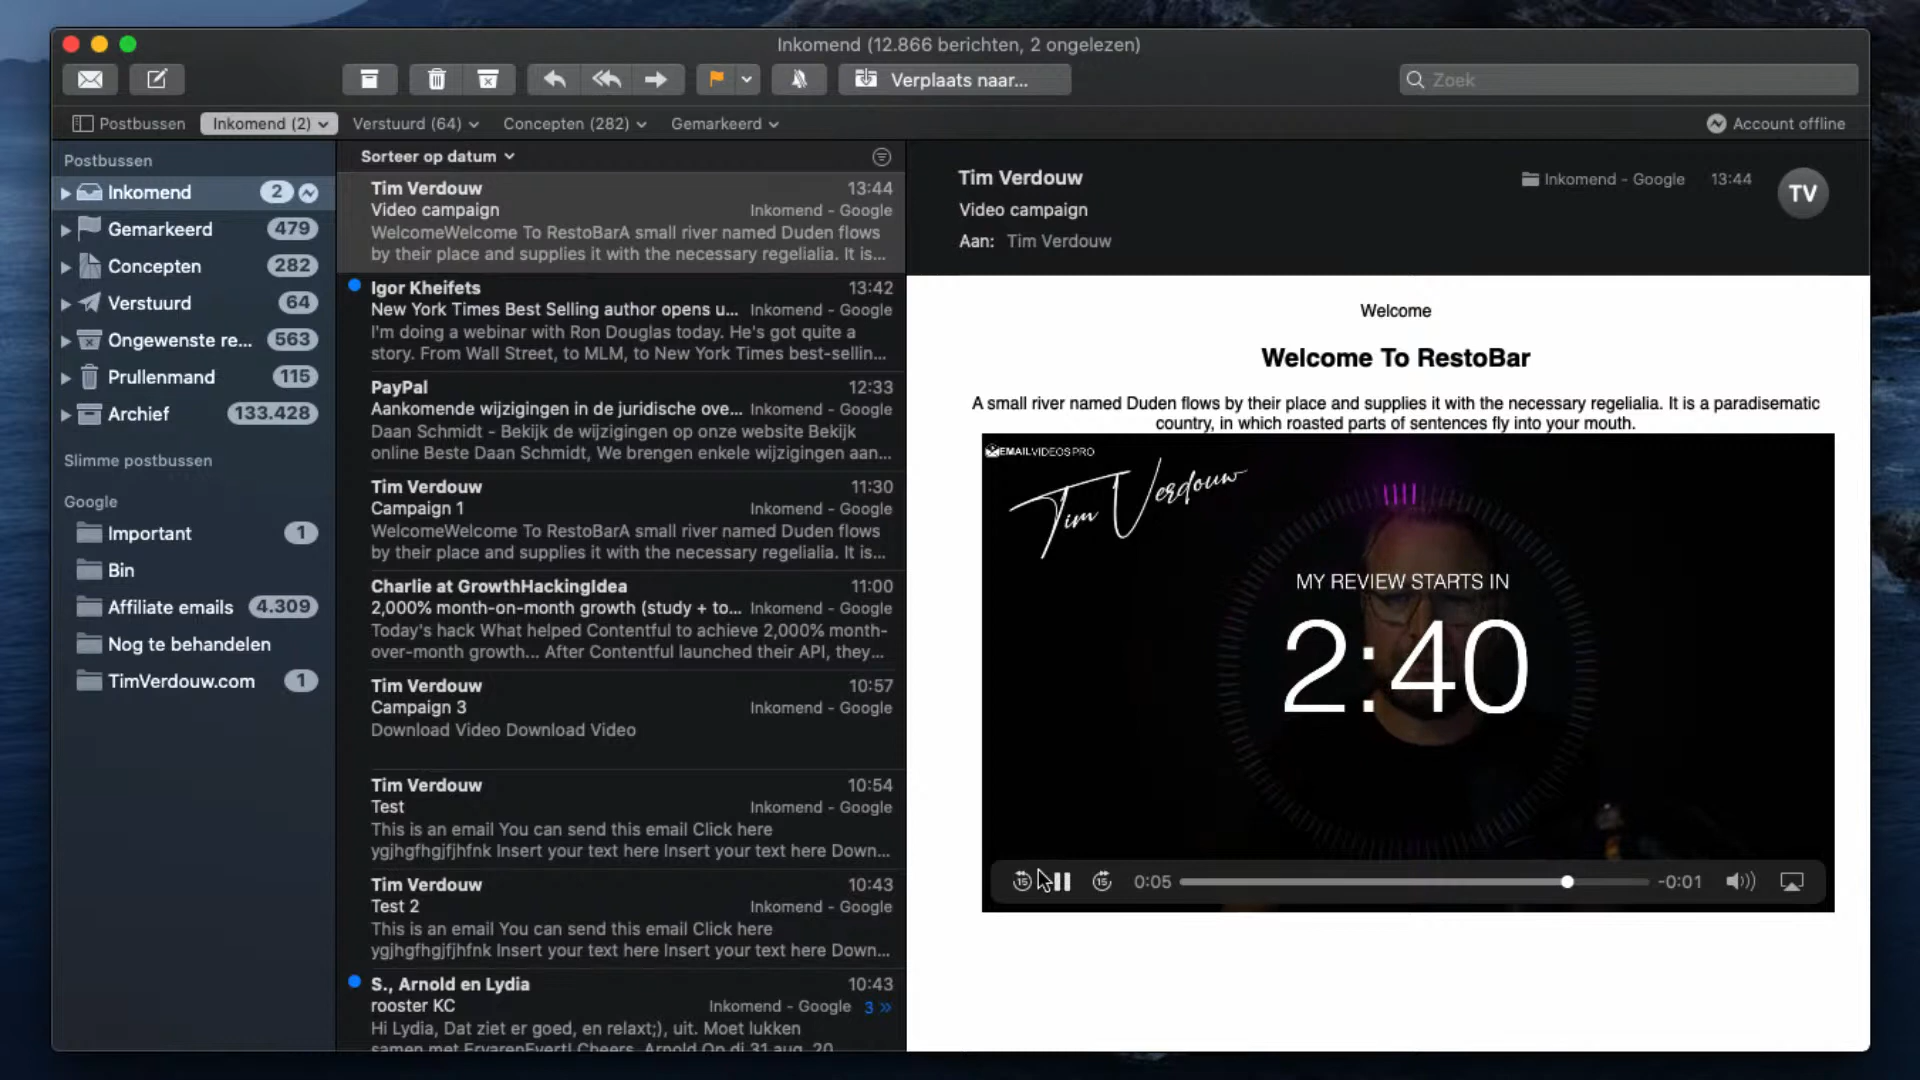 Inkomend (12.866 berichten, 2 ongelezen)
Verplaats naar...
Zoek
Postbussen
Inkomend (2)
Verstuurd (64)
Concepten (282)
Gemarkeerd
Account offline
Postbussen
Inkomend 2
Gemarkeerd 479
Concepten 282
Verstuurd 64
Ongewenste re... 563
Prullenmand 115
Archief 133.428
Slimme postbussen
Google
Important 1
Bin
Affiliate emails 4.309
Nog te behandelen
TimVerdouw.com 1
Sorteer op datum
Tim Verdouw 13:44
Video campaign Inkomend - Google
WelcomeWelcome To RestoBarA small river named Duden flows
by their place and supplies it with the necessary regelialia. It is...
Igor Kheifets 13:42
New York Times Best Selling author opens u... Inkomend - Google
I'm doing a webinar with Ron Douglas today. He's got quite a
story. From Wall Street, to MLM, to New York Times best-sellin...
PayPal 12:33
Aankomende wijzigingen in de juridische ove... Inkomend - Google
Daan Schmidt - Bekijk de wijzigingen op onze website Bekijk
online Beste Daan Schmidt, We brengen enkele wijzigingen aan...
Tim Verdouw 11:30
Campaign 1 Inkomend - Google
WelcomeWelcome To RestoBarA small river named Duden flows
by their place and supplies it with the necessary regelialia. It is...
Charlie at GrowthHackingIdea 11:00
2,000% month-on-month growth (study + to... Inkomend - Google
Today's hack What helped Contentful to achieve 2,000% month-
over-month growth... After Contentful launched their API, they...
Tim Verdouw 10:57
Campaign 3 Inkomend - Google
Download Video Download Video
Tim Verdouw 10:54
Test Inkomend - Google
This is an email You can send this email Click here
ygjhgfhgjfjhfnk Insert your text here Insert your text here Down...
Tim Verdouw 10:43
Test 2 Inkomend - Google
This is an email You can send this email Click here
ygjhgfhgjfjhfnk Insert your text here Insert your text here Down...
S., Arnold en Lydia 10:43
rooster KC Inkomend - Google 3 »
Hi Lydia, Dat ziet er goed, en relaxt;), uit. Moet lukken
samen met ErvarenEvert! Cheers, Arnold Op di 31 aug. 20
Tim Verdouw
Inkomend - Google 13:44
TV
Video campaign
Aan: Tim Verdouw
Welcome
Welcome To RestoBar
A small river named Duden flows by their place and supplies it with the necessary regelialia. It is a paradisematic
country, in which roasted parts of sentences fly into your mouth.
EMAILVIDEOSPRO
Tim Verdouw
MY REVIEW STARTS IN
2:40
15
15
0:05
-0:01